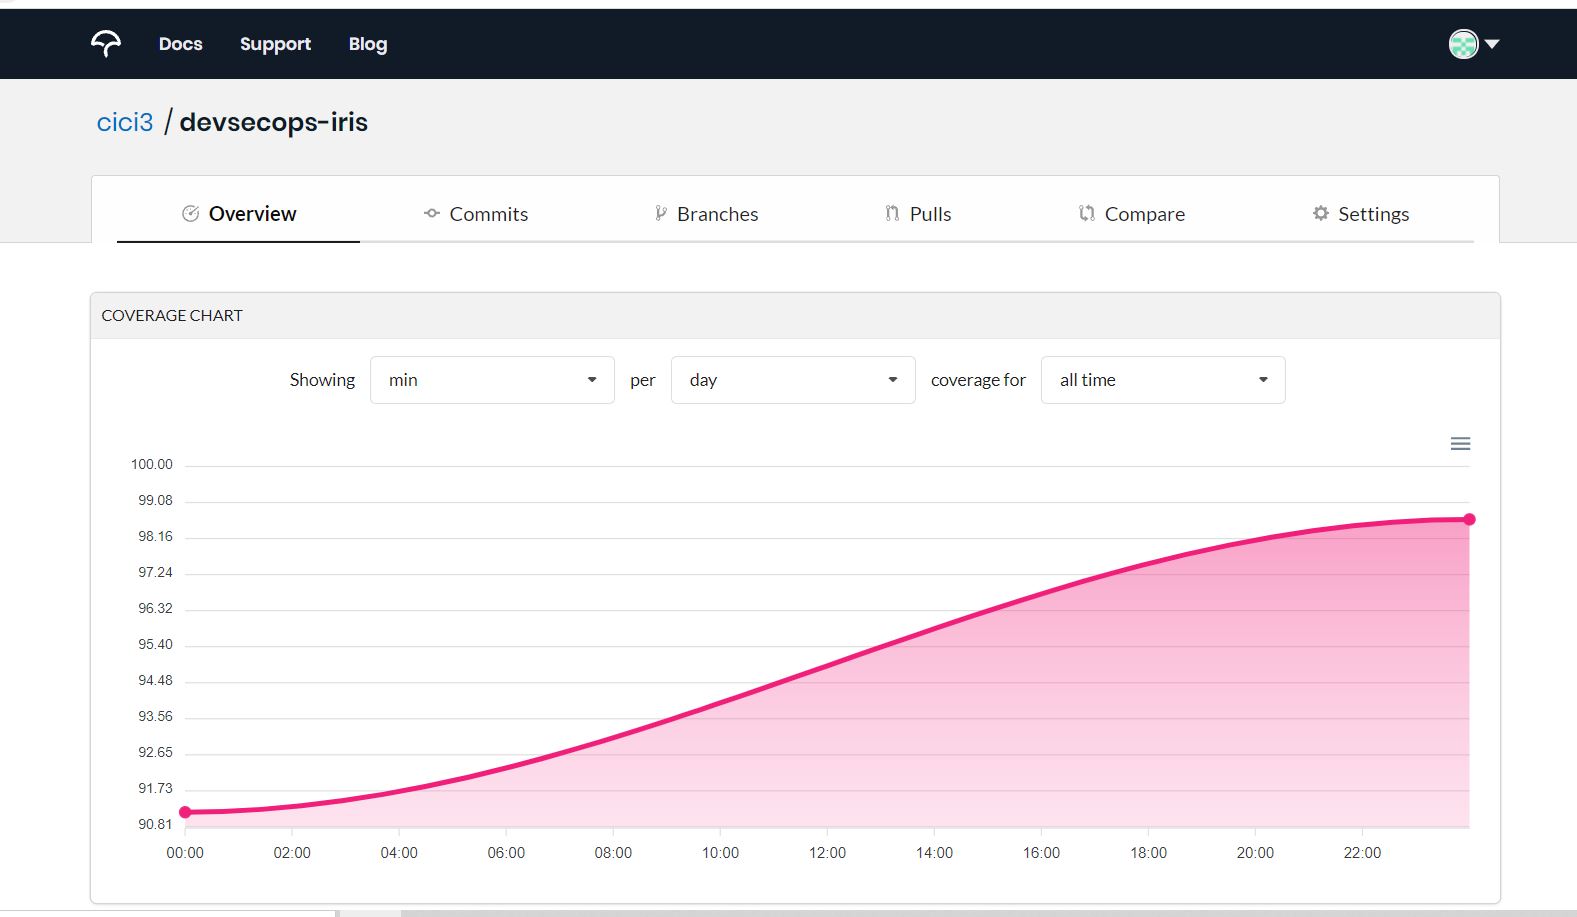 Docs Support Blog
cici3 / devsecops-iris
Overview Commits Branches Pulls Compare Settings
COVERAGE CHART
Showing min per day coverage for all time
100.00
99.08
98.16
97.24
96.32
95.40
94.48
93.56
92.65
91.73
90.81
00:00 02:00 04:00 06:00 08:00 10:00 12:00 14:00 16:00 18:00 20:00 22:00